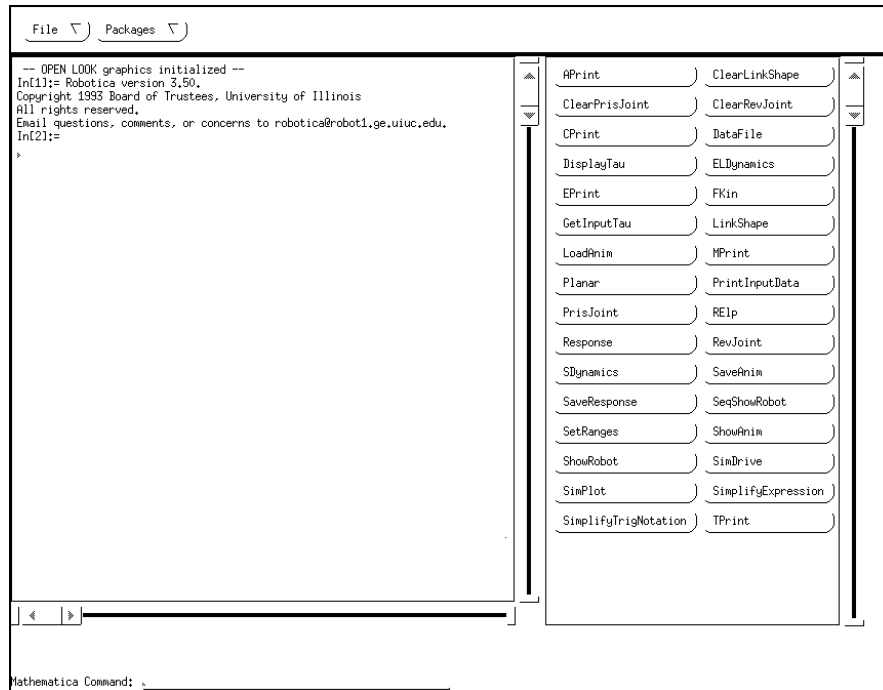 File Packages
-- OPEN LOOK graphics initialized --
In[1]:= Robotica version 3.50.
Copyright 1993 Board of Trustees, University of Illinois
All rights reserved.
Email questions, comments, or concerns to robotica@robot1.ge.uiuc.edu.
In[2]:=
APrint ClearLinkShape
ClearPrisJoint ClearRevJoint
CPrint DataFile
DisplayTau ELDynamics
EPrint FKin
GetInputTau LinkShape
LoadAnim MPrint
Planar PrintInputData
PrisJoint RElp
Response RevJoint
SDynamics SaveAnim
SaveResponse SeqShowRobot
SetRanges ShowAnim
ShowRobot SimDrive
SimPlot SimplifyExpression
SimplifyTrigNotation TPrint
Mathematica Command: